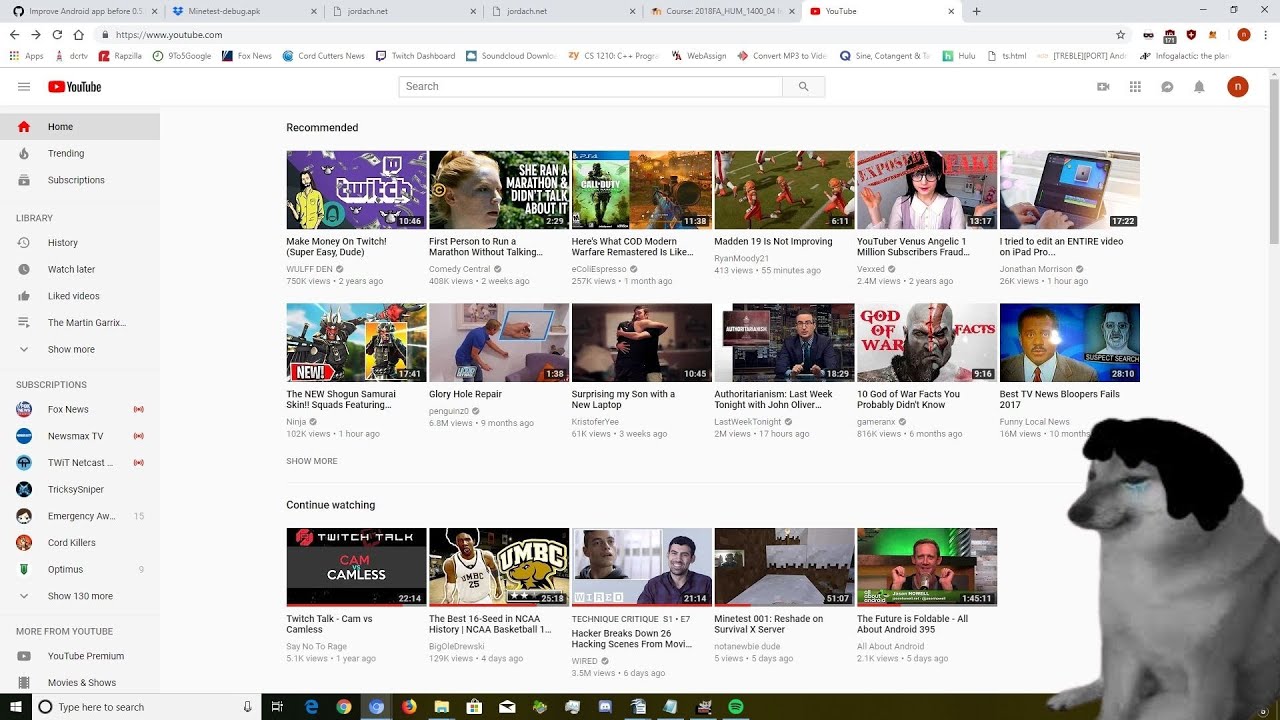 Improve Android app before 0.5.
Minetest-debug.apk
jordach.net
jordach.net
Course: 2018FA_HUM_1400_04 In
YouTube
https://www.youtube.com
Apps
dcrtv
Rapzilla
9To5Google
Fox News
Cord Cutters News
Twitch Dashboard
Soundcloud Downlo
CS 1210: C++ Progra
WebAssign
Convert MP3 to Vide
Sine, Cotangent & Ta
Hulu
ts.html
[TREBLE][PORT] Andr
Infogalactic: the plan
YouTube
Search
n
Home
Trending
Subscriptions
LIBRARY
History
Watch later
Liked videos
The Martin Garrix...
Show more
SUBSCRIPTIONS
Fox News
Newsmax TV
TWiT Netcast ...
TricksySniper
Emergency Aw... 15
Cord Killers
Optimus 9
Show 130 more
MORE FROM YOUTUBE
YouTube Premium
Movies & Shows
Recommended
twitch
10:46
Make Money On Twitch!
(Super Easy, Dude)
WULFF DEN
750K views • 2 years ago
SHE RAN A
MARATHON &
DIDN'T TALK
ABOUT IT
2:29
First Person to Run a
Marathon Without Talking...
Comedy Central
408K views • 2 weeks ago
PS4
CALL OF DUTY
11:38
Here's What COD Modern
Warfare Remastered Is Like...
eColiEspresso
257K views • 1 month ago
6:11
Madden 19 Is Not Improving
RyanMoody21
413 views • 55 minutes ago
EXPOSED
FAKE
13:17
YouTuber Venus Angelic 1
Million Subscribers Fraud...
Vexxed
2.4M views • 2 years ago
17:22
I tried to edit an ENTIRE video
on iPad Pro...
Jonathan Morrison
26K views • 1 hour ago
NEW!
17:41
The NEW Shogun Samurai
Skin!! Squads Featuring...
Ninja
102K views • 1 hour ago
1:38
Glory Hole Repair
penguinz0
6.8M views • 9 months ago
10:45
Surprising my Son with a
New Laptop
KristoferYee
61K views • 3 weeks ago
AUTHORITARIANISM
18:29
Authoritarianism: Last Week
Tonight with John Oliver...
LastWeekTonight
2M views • 17 hours ago
GOD
OF
WAR
FACTS
9:16
10 God of War Facts You
Probably Didn't Know
gameranx
816K views • 6 months ago
SUSPECT SEARCH
28:10
Best TV News Bloopers Fails
2017
Funny Local News
16M views • 10 months
SHOW MORE
Continue watching
TWITCH TALK
CAM
VS
CAMLESS
22:14
Twitch Talk - Cam vs
Camless
Say No To Rage
5.1K views • 1 year ago
UMBC
25
UMBC
25:18
The Best 16-Seed in NCAA
History | NCAA Basketball 1...
BigOleDrewski
129K views • 4 days ago
WIRED
21:14
TECHNIQUE CRITIQUE S1 • E7
Hacker Breaks Down 26
Hacking Scenes From Movi...
WIRED
3.5M views • 6 days ago
51:07
Minetest 001: Reshade on
Survival X Server
notanewbie dude
5 views • 5 days ago
all about android
Jason HOWELL
1:45:11
The Future is Foldable - All
About Android 395
All About Android
2.1K views • 5 days ago
Type here to search